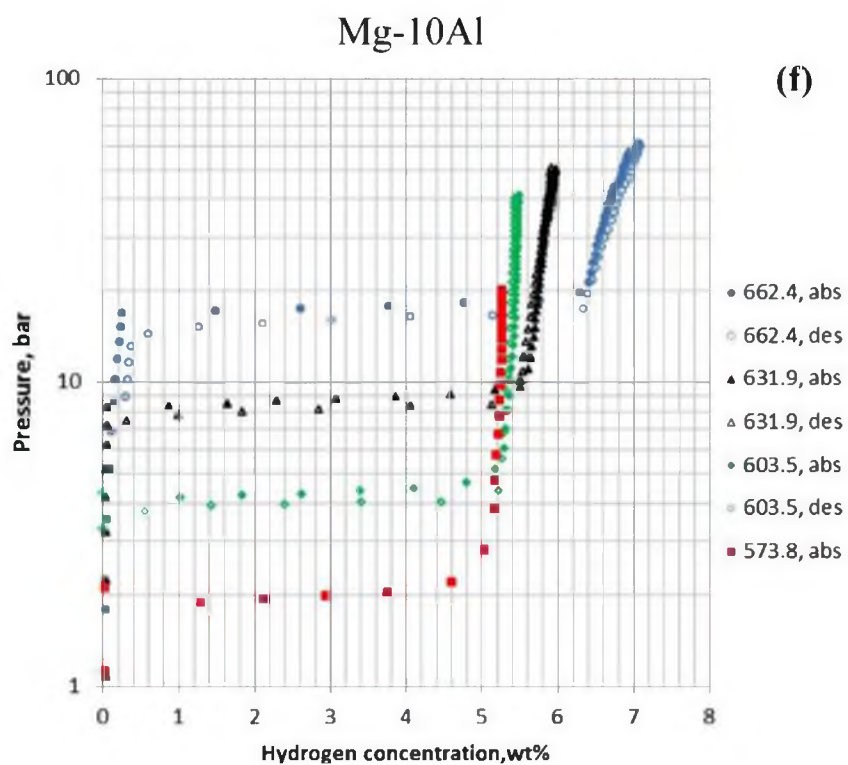 Mg-10Al
(f)
100
10
1
Pressure, bar
0 1 2 3 4 5 6 7 8
Hydrogen concentration,wt%
662.4, abs
662.4, des
631.9, abs
631.9, des
603.5, abs
603.5, des
573.8, abs